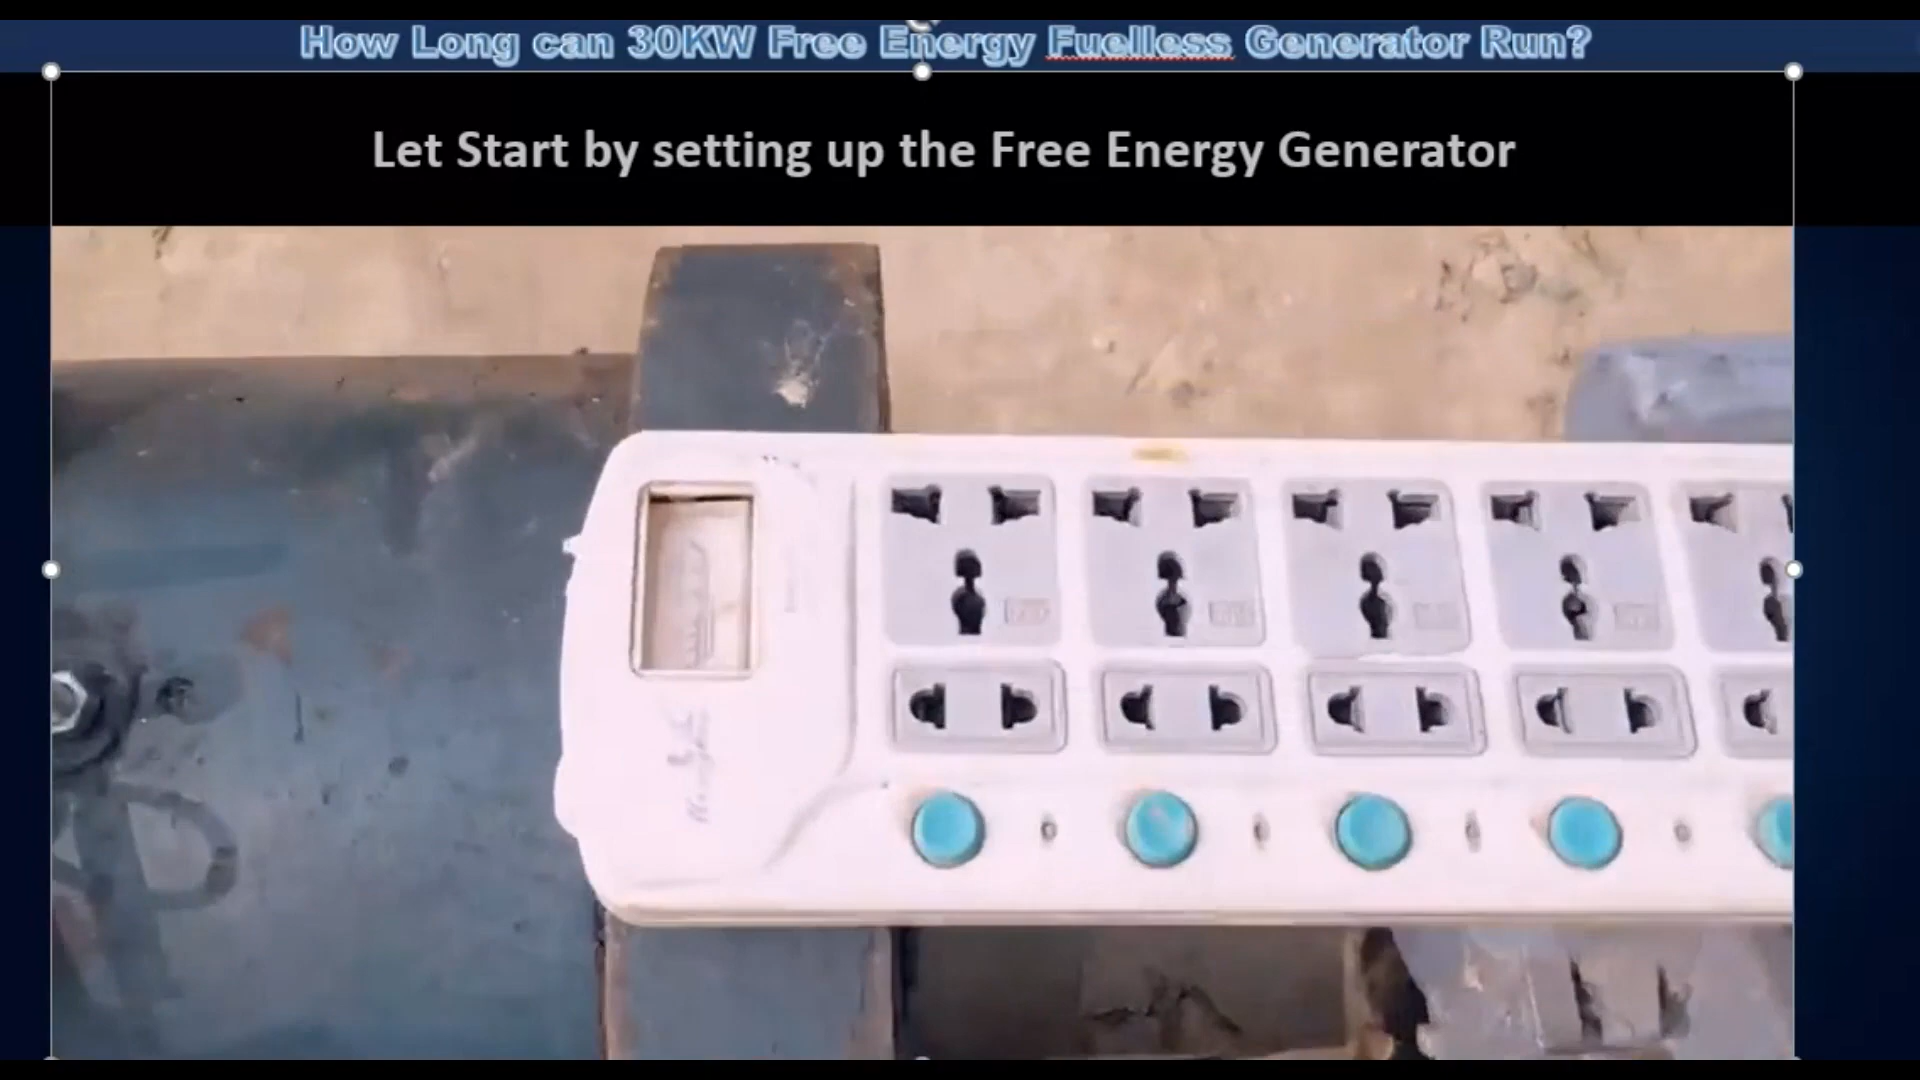 How Long can 30KW Free Energy Fuelless Generator Run?
Let Start by setting up the Free Energy Generator